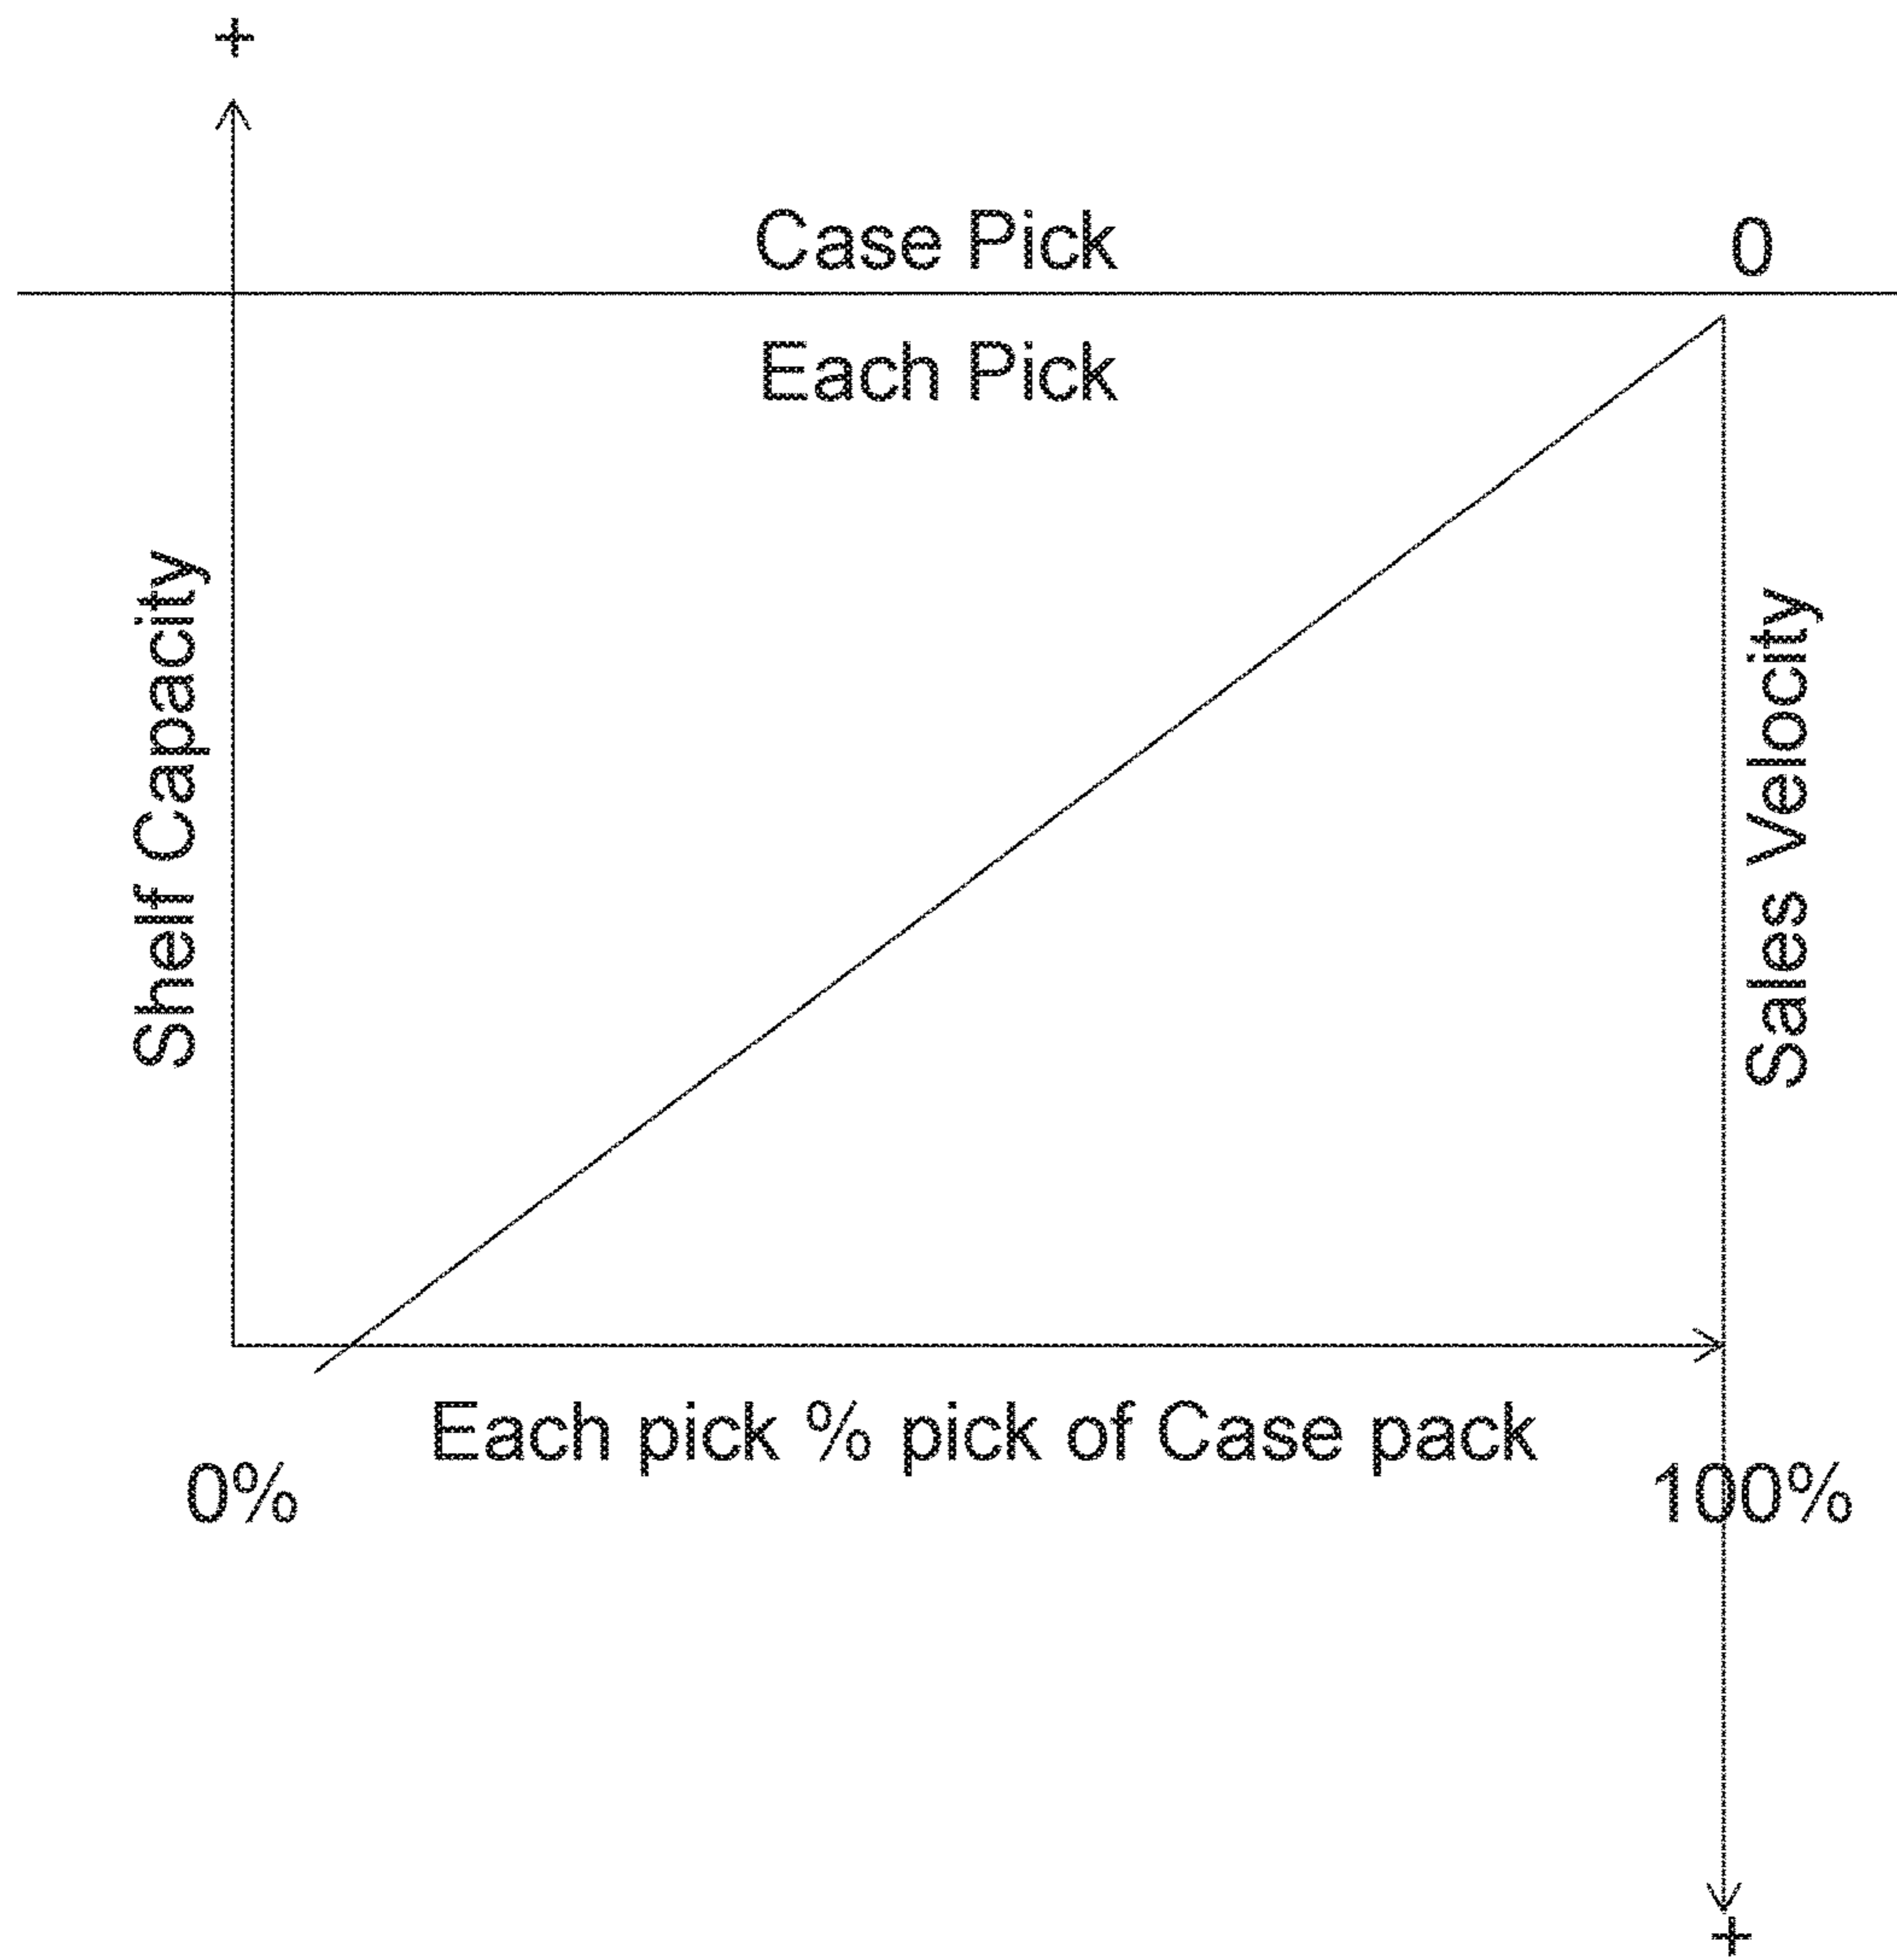 +
Case Pick
0
Each Pick
Shelf Capacity
Sales Velocity
Each pick % pick of Case pack
0%
100%
+